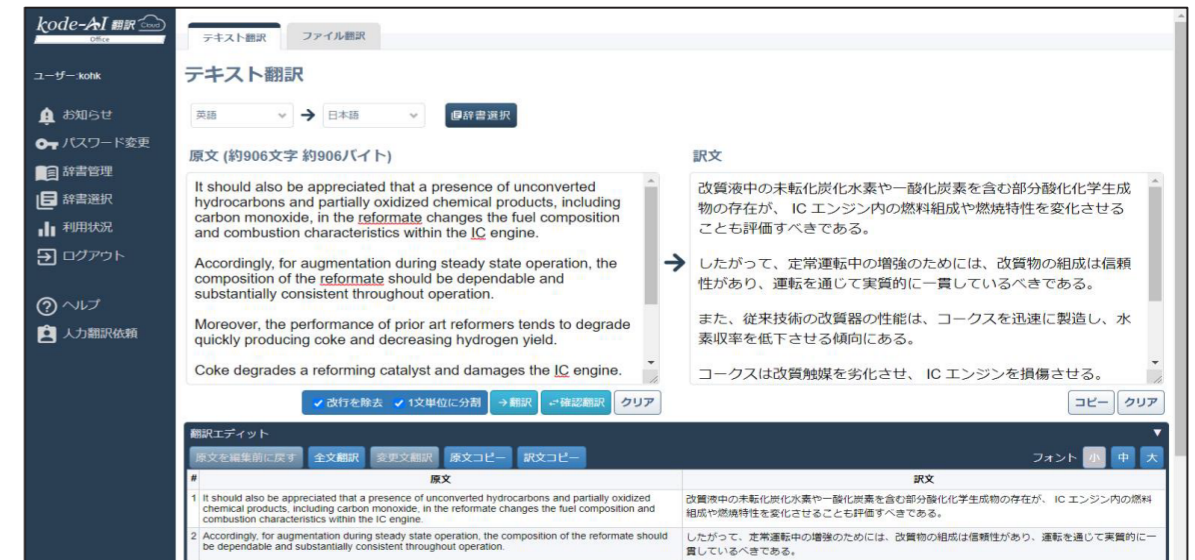 kode-AI 翻訳 Cloud
Office
ユーザー:kohk
お知らせ
パスワード変更
辞書管理
辞書選択
利用状況
ログアウト
ヘルプ
人力翻訳依頼
テキスト翻訳 ファイル翻訳
テキスト翻訳
英語 → 日本語 辞書選択
原文 (約906文字 約906バイト)
It should also be appreciated that a presence of unconverted
hydrocarbons and partially oxidized chemical products, including
carbon monoxide, in the reformate changes the fuel composition
and combustion characteristics within the IC engine.
Accordingly, for augmentation during steady state operation, the
composition of the reformate should be dependable and
substantially consistent throughout operation.
Moreover, the performance of prior art reformers tends to degrade
quickly producing coke and decreasing hydrogen yield.
Coke degrades a reforming catalyst and damages the IC engine.
→
訳文
改質液中の未転化炭化水素や一酸化炭素を含む部分酸化化学生成
物の存在が、 IC エンジン内の燃料組成や燃焼特性を変化させる
ことも評価すべきである。
したがって、定常運転中の増強のためには、改質物の組成は信頼
性があり、運転を通じて実質的に一貫しているべきである。
また、従来技術の改質器の性能は、コークスを迅速に製造し、水
素収率を低下させる傾向にある。
コークスは改質触媒を劣化させ、 IC エンジンを損傷させる。
改行を除去 1文単位に分割 →翻訳 ⇄確認翻訳 クリア
コピー クリア
翻訳エディット ▼
原文を編集前に戻す 全文翻訳 変更文翻訳 原文コピー 訳文コピー フォント 小 中 大
# 原文 訳文
1 It should also be appreciated that a presence of unconverted hydrocarbons and partially oxidized
chemical products, including carbon monoxide, in the reformate changes the fuel composition and
combustion characteristics within the IC engine.
改質液中の未転化炭化水素や一酸化炭素を含む部分酸化化学生成物の存在が、 IC エンジン内の燃料
組成や燃焼特性を変化させることも評価すべきである。
2 Accordingly, for augmentation during steady state operation, the composition of the reformate should
be dependable and substantially consistent throughout operation.
したがって、定常運転中の増強のためには、改質物の組成は信頼性があり、運転を通じて実質的に一
貫しているべきである。